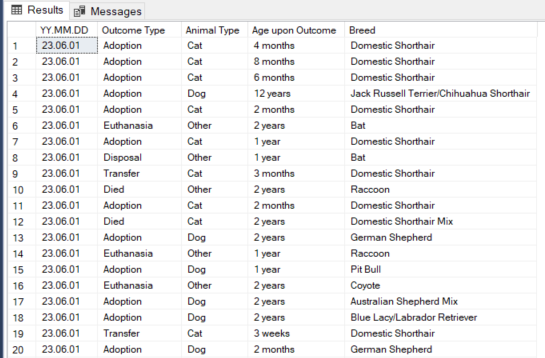 Results Messages
YY.MM.DD Outcome Type Animal Type Age upon Outcome Breed
1 23.06.01 Adoption Cat 4 months Domestic Shorthair
2 23.06.01 Adoption Cat 8 months Domestic Shorthair
3 23.06.01 Adoption Cat 6 months Domestic Shorthair
4 23.06.01 Adoption Dog 12 years Jack Russell Terrier/Chihuahua Shorthair
5 23.06.01 Adoption Cat 2 months Domestic Shorthair
6 23.06.01 Euthanasia Other 2 years Bat
7 23.06.01 Adoption Cat 1 year Domestic Shorthair
8 23.06.01 Disposal Other 1 year Bat
9 23.06.01 Transfer Cat 3 months Domestic Shorthair
10 23.06.01 Died Other 2 years Raccoon
11 23.06.01 Adoption Cat 2 months Domestic Shorthair
12 23.06.01 Died Cat 2 years Domestic Shorthair Mix
13 23.06.01 Adoption Dog 2 years German Shepherd
14 23.06.01 Euthanasia Other 1 year Raccoon
15 23.06.01 Adoption Dog 1 year Pit Bull
16 23.06.01 Euthanasia Other 2 years Coyote
17 23.06.01 Adoption Dog 2 years Australian Shepherd Mix
18 23.06.01 Adoption Dog 2 years Blue Lacy/Labrador Retriever
19 23.06.01 Transfer Cat 3 weeks Domestic Shorthair
20 23.06.01 Adoption Dog 2 months German Shepherd